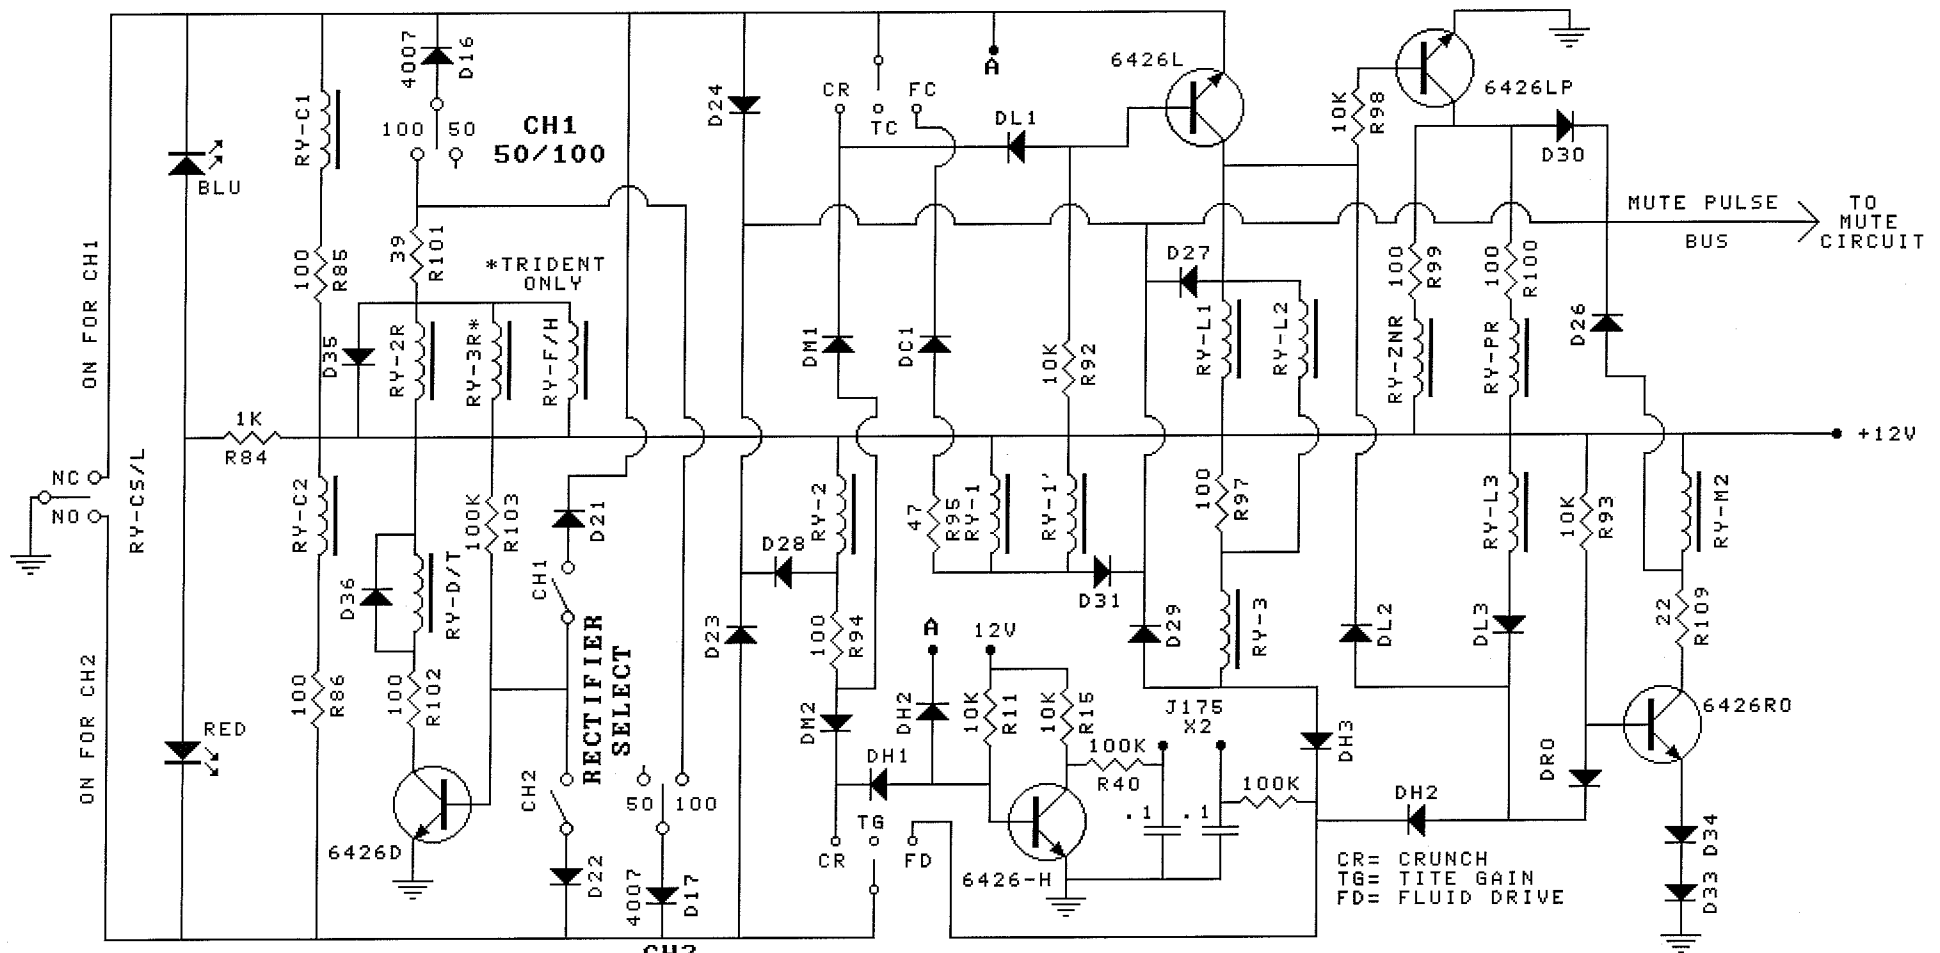 ON FOR CH1
ON FOR CH2
NC
NO
RY-CS/L
BLU
RED
1K
R84
RY-C1
100
R85
RY-C2
100
R86
4007
D16
100 50
CH1
50/100
39
R101
*TRIDENT
ONLY
D35
RY-2R
RY-3R*
RY-F/H
100K
R103
D36
RY-D/T
100
R102
6426D
D21
CH1
RECTIFIER
SELECT
CH2
D22
50 100
4007
D17
D24
D23
CR
TC
FC
A
DL1
6426L
DM1
DC1
10K
R92
D27
RY-L1
RY-L2
RY-2
D28
47
R95
RY-1
RY-1'
D31
100
R94
DM2
DH1
DH2
A
12V
10K
R11
10K
R15
100K
R40
J175
X2
100K
.1
.1
6426-H
CR
TG
FD
D29
100
R97
RY-3
DH3
DL2
10K
R98
6426LP
D30
MUTE PULSE
BUS
TO
MUTE
CIRCUIT
100
R99
100
R100
RY-ZNR
RY-PR
D26
+12V
RY-L3
DL3
10K
R93
RY-M2
22
R109
6426RO
DRO
DH2
D34
D33
CR= CRUNCH
TG= TITE GAIN
FD= FLUID DRIVE